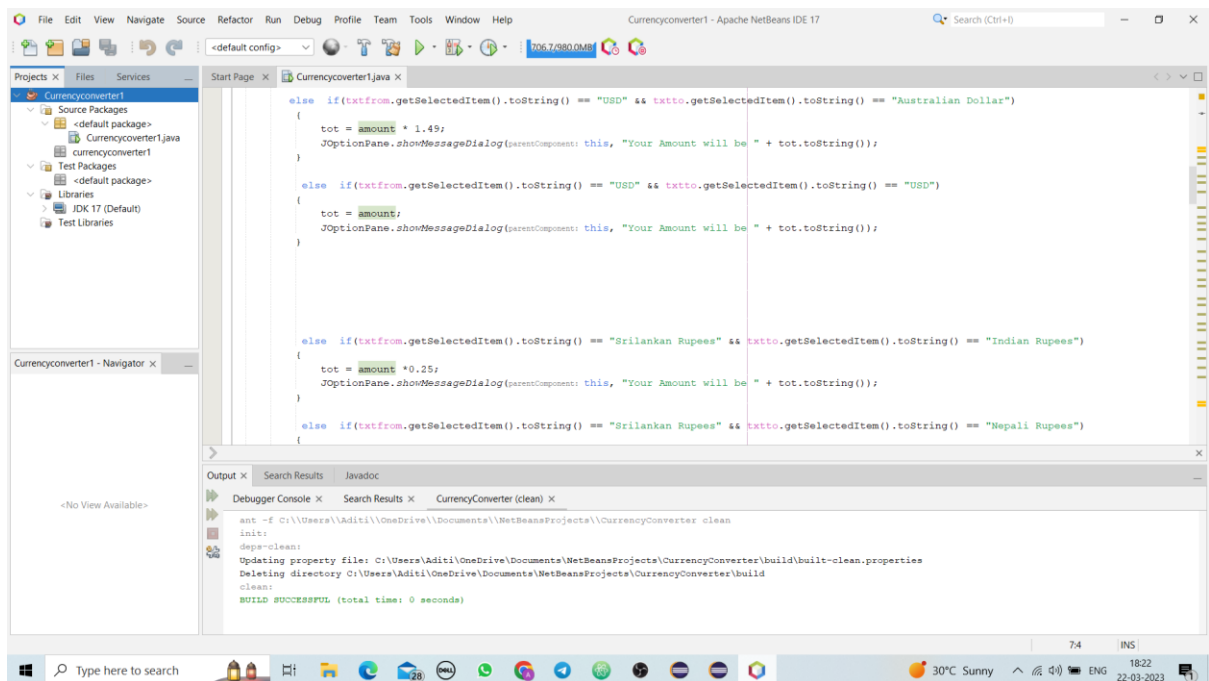 File Edit View Navigate Source Refactor Run Debug Profile Team Tools Window Help Currencyconverter1 - Apache NetBeans IDE 17 Search (Ctrl+I)
<default config> 706.7/980.0MB
Projects Files Services
Currencyconverter1
Source Packages
<default package>
Currencycoverter1.java
currencyconverter1
Test Packages
<default package>
Libraries
JDK 17 (Default)
Test Libraries
Currencyconverter1 - Navigator
<No View Available>
Start Page Currencycoverter1.java
else if(txtfrom.getSelectedItem().toString() == "USD" && txtto.getSelectedItem().toString() == "Australian Dollar")
{
tot = amount * 1.49;
JOptionPane.showMessageDialog(parentComponent: this, "Your Amount will be " + tot.toString());
}
else if(txtfrom.getSelectedItem().toString() == "USD" && txtto.getSelectedItem().toString() == "USD")
{
tot = amount;
JOptionPane.showMessageDialog(parentComponent: this, "Your Amount will be " + tot.toString());
}
else if(txtfrom.getSelectedItem().toString() == "Srilankan Rupees" && txtto.getSelectedItem().toString() == "Indian Rupees")
{
tot = amount *0.25;
JOptionPane.showMessageDialog(parentComponent: this, "Your Amount will be " + tot.toString());
}
else if(txtfrom.getSelectedItem().toString() == "Srilankan Rupees" && txtto.getSelectedItem().toString() == "Nepali Rupees")
{
Output Search Results Javadoc
Debugger Console Search Results CurrencyConverter (clean)
ant -f C:\\Users\\Aditi\\OneDrive\\Documents\\NetBeansProjects\\CurrencyConverter clean
init:
deps-clean:
Updating property file: C:\Users\Aditi\OneDrive\Documents\NetBeansProjects\CurrencyConverter\build\built-clean.properties
Deleting directory C:\Users\Aditi\OneDrive\Documents\NetBeansProjects\CurrencyConverter\build
clean:
BUILD SUCCESSFUL (total time: 0 seconds)
7:4 INS
Type here to search 28 DELL 30°C Sunny ENG 18:22
22-03-2023